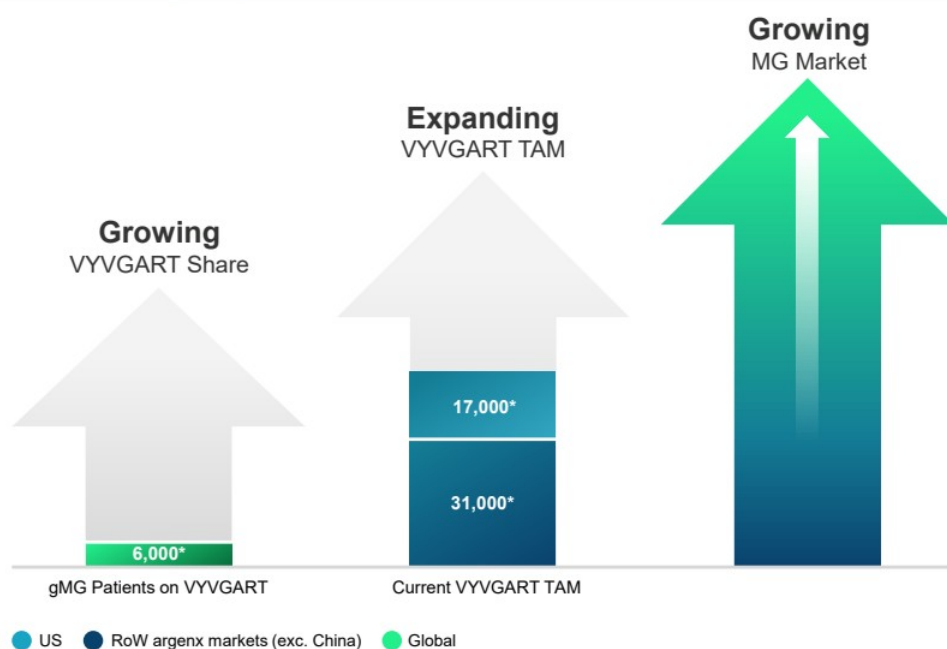 Growing
MG Market
Expanding
VYVGART TAM
Growing
VYVGART Share
17,000*
31,000*
6,000*
gMG Patients on VYVGART
Current VYVGART TAM
US
RoW argenx markets (exc. China)
Global